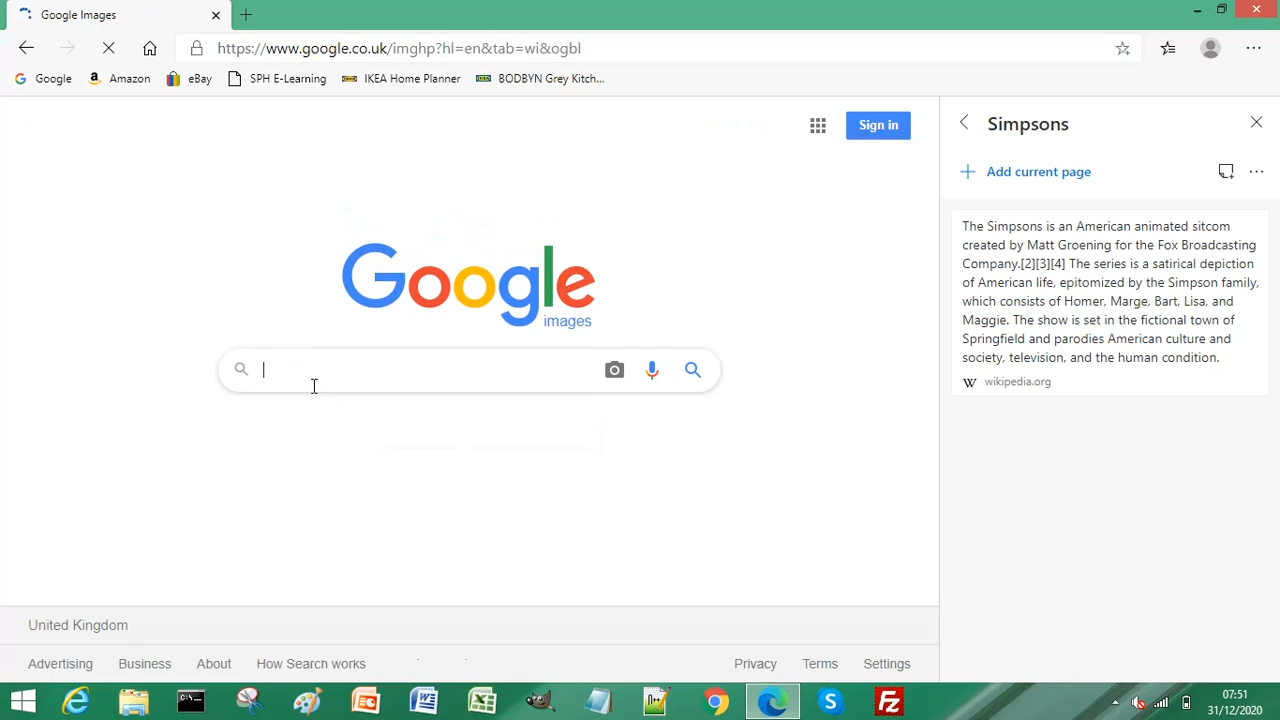 Google Images
https://www.google.co.uk/imghp?hl=en&tab=wi&ogbl
Google
Amazon
eBay
SPH E-Learning
IKEA Home Planner
BODBYN Grey Kitch...
Sign in
Google
images
United Kingdom
Advertising
Business
About
How Search works
Privacy
Terms
Settings
Simpsons
Add current page
The Simpsons is an American animated sitcom
created by Matt Groening for the Fox Broadcasting
Company.[2][3][4] The series is a satirical depiction
of American life, epitomized by the Simpson family,
which consists of Homer, Marge, Bart, Lisa, and
Maggie. The show is set in the fictional town of
Springfield and parodies American culture and
society, television, and the human condition.
W wikipedia.org
07:51
31/12/2020